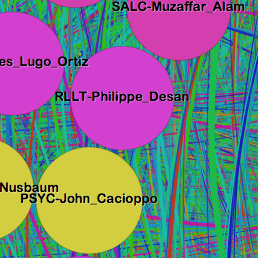 SALC-Muzaffar_Alam
es_Lugo_Ortiz
RLLT-Philippe_Desan
Nusbaum
PSYC-John_Cacioppo